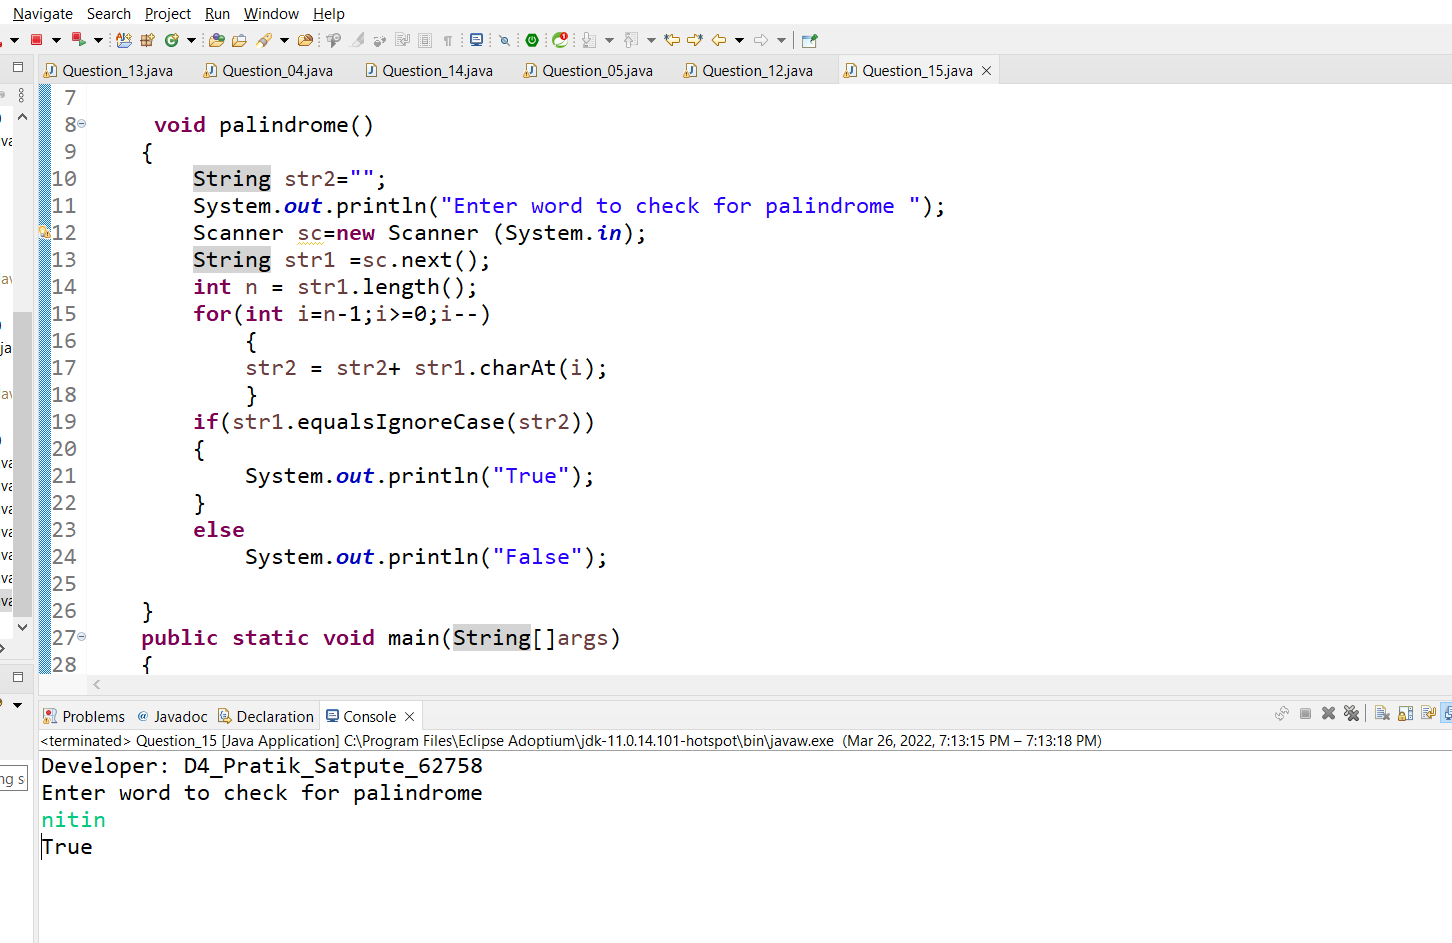 Navigate Search Project Run Window Help
Question_13.java Question_04.java Question_14.java Question_05.java Question_12.java Question_15.java
7
8 void palindrome()
9 {
10 String str2="";
11 System.out.println("Enter word to check for palindrome ");
12 Scanner sc=new Scanner (System.in);
13 String str1 =sc.next();
14 int n = str1.length();
15 for(int i=n-1;i>=0;i--)
16 {
17 str2 = str2+ str1.charAt(i);
18 }
19 if(str1.equalsIgnoreCase(str2))
20 {
21 System.out.println("True");
22 }
23 else
24 System.out.println("False");
25
26 }
27 public static void main(String[]args)
28 {
Problems @ Javadoc Declaration Console
<terminated> Question_15 [Java Application] C:\Program Files\Eclipse Adoptium\jdk-11.0.14.101-hotspot\bin\javaw.exe (Mar 26, 2022, 7:13:15 PM – 7:13:18 PM)
Developer: D4_Pratik_Satpute_62758
Enter word to check for palindrome
nitin
True